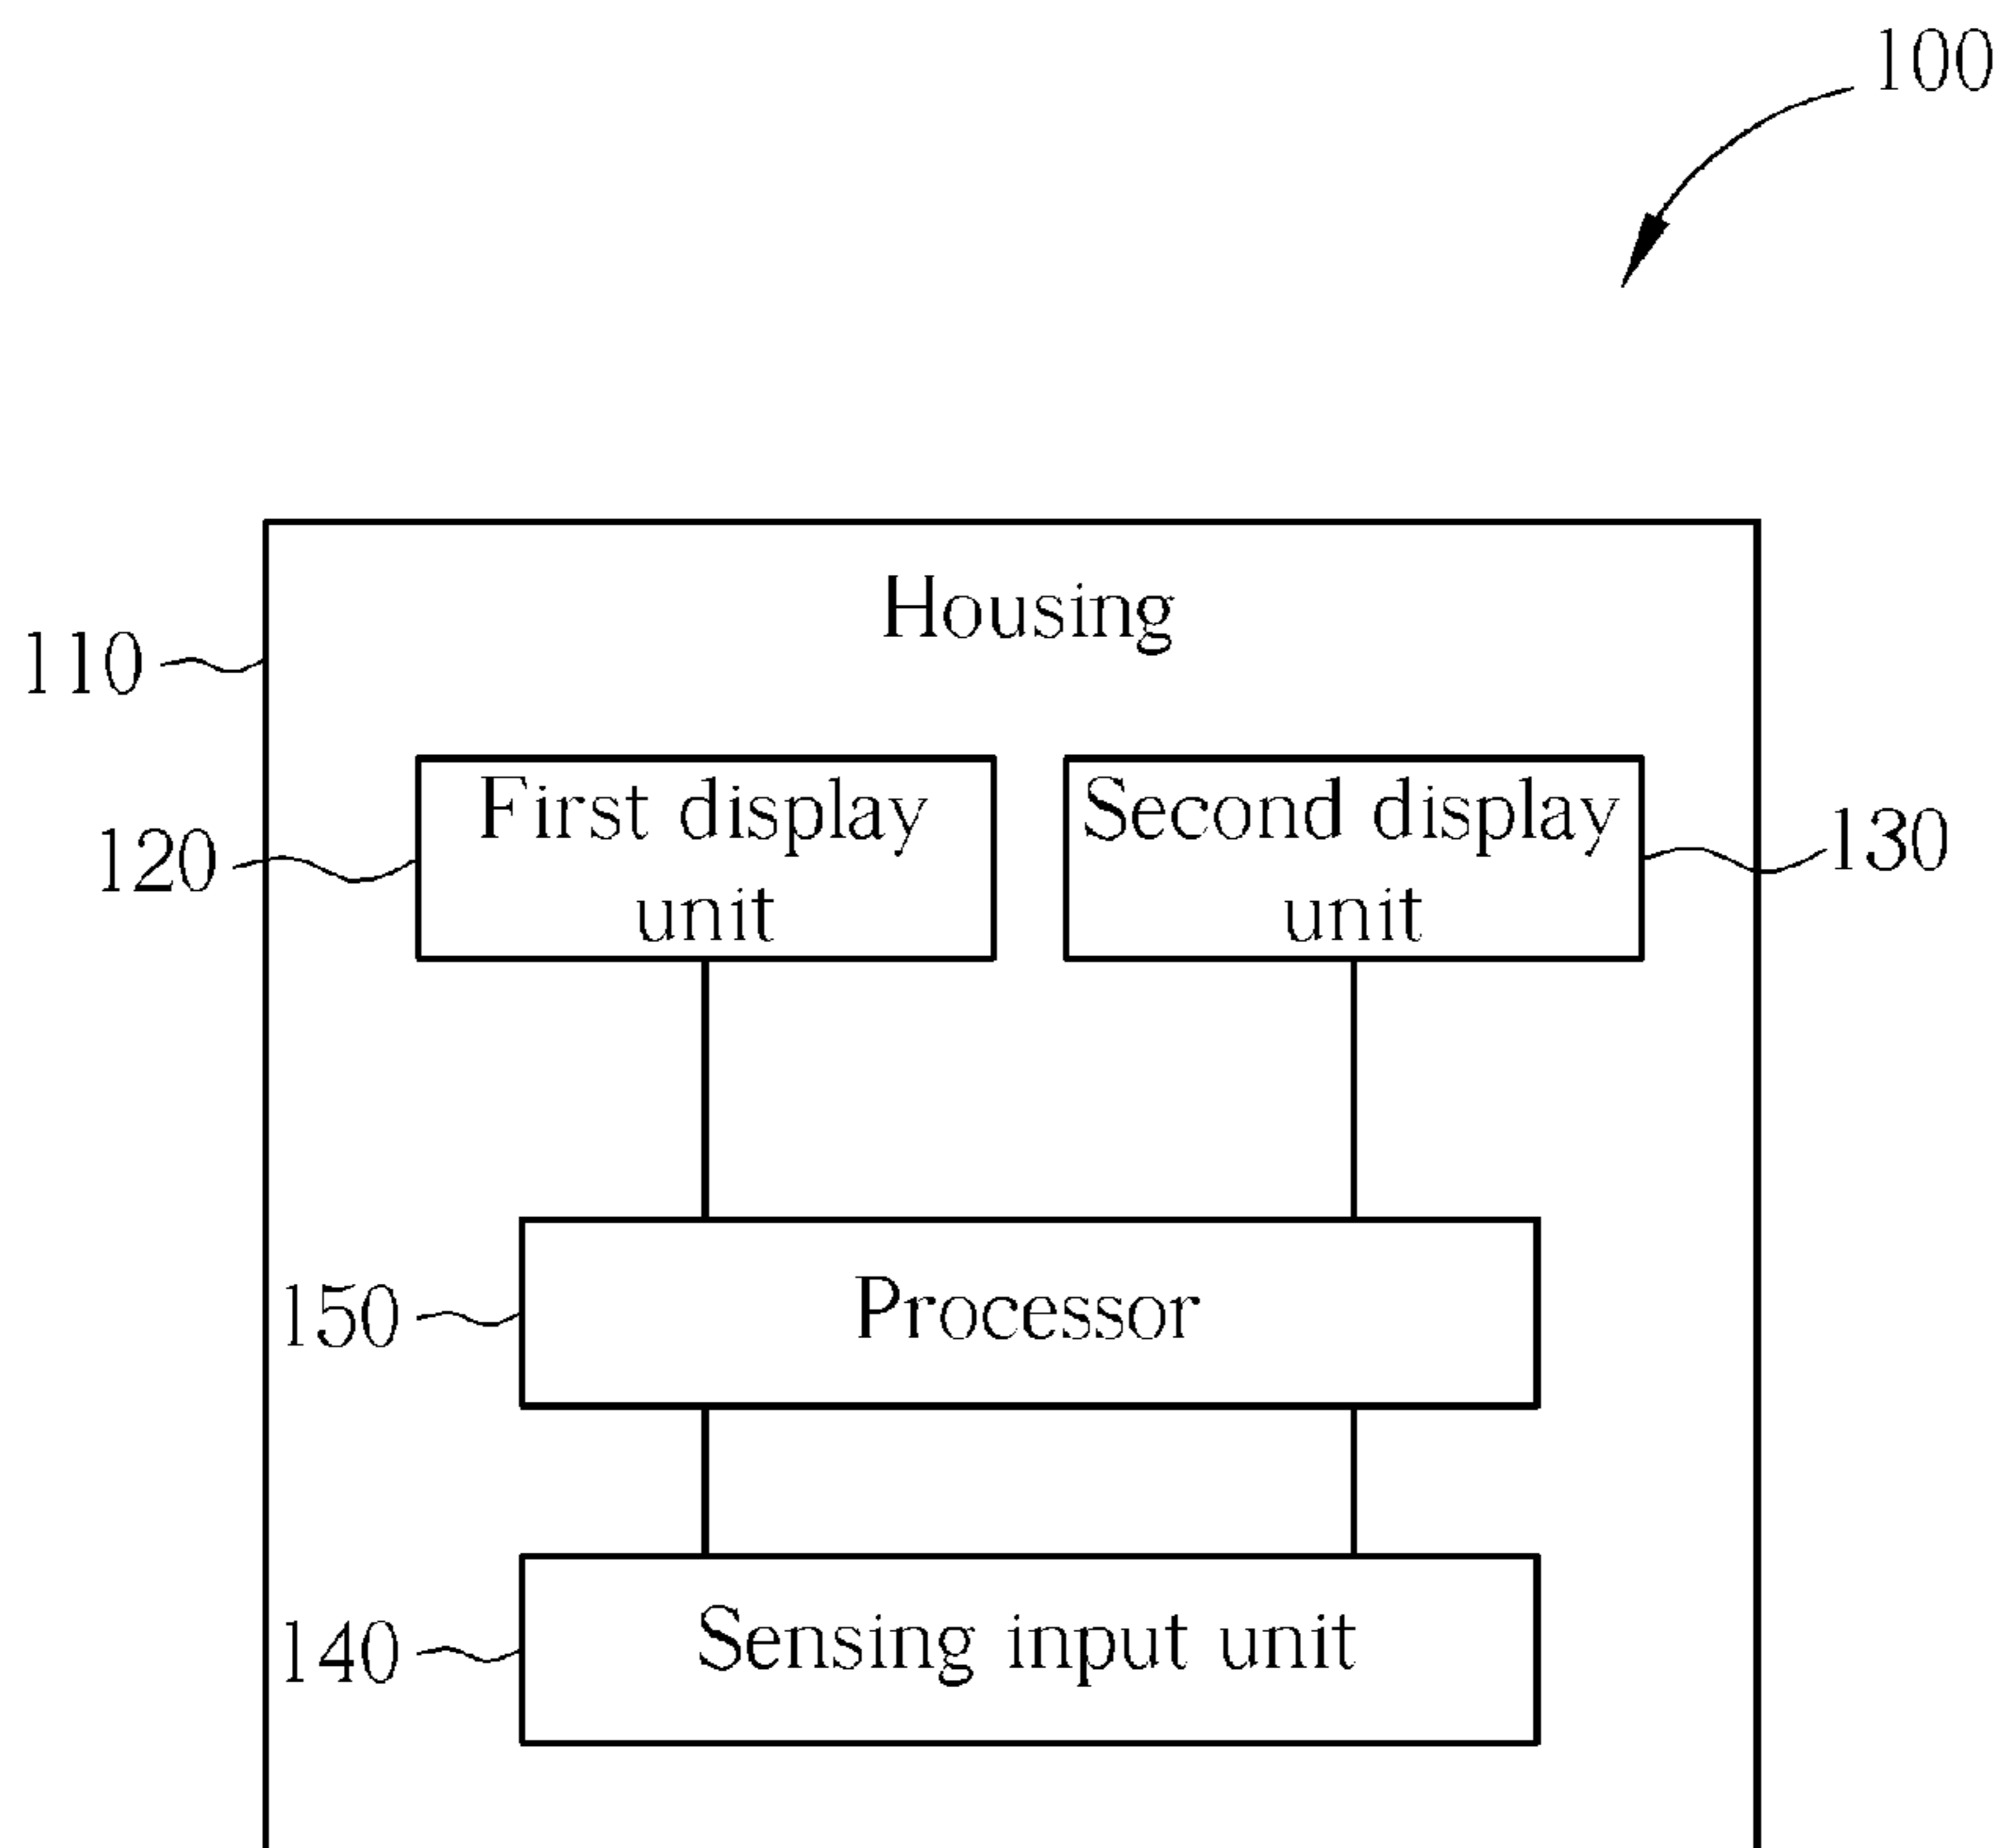 100
Housing
110
First display
unit
Second display
unit
120
130
Processor
150
Sensing input unit
140